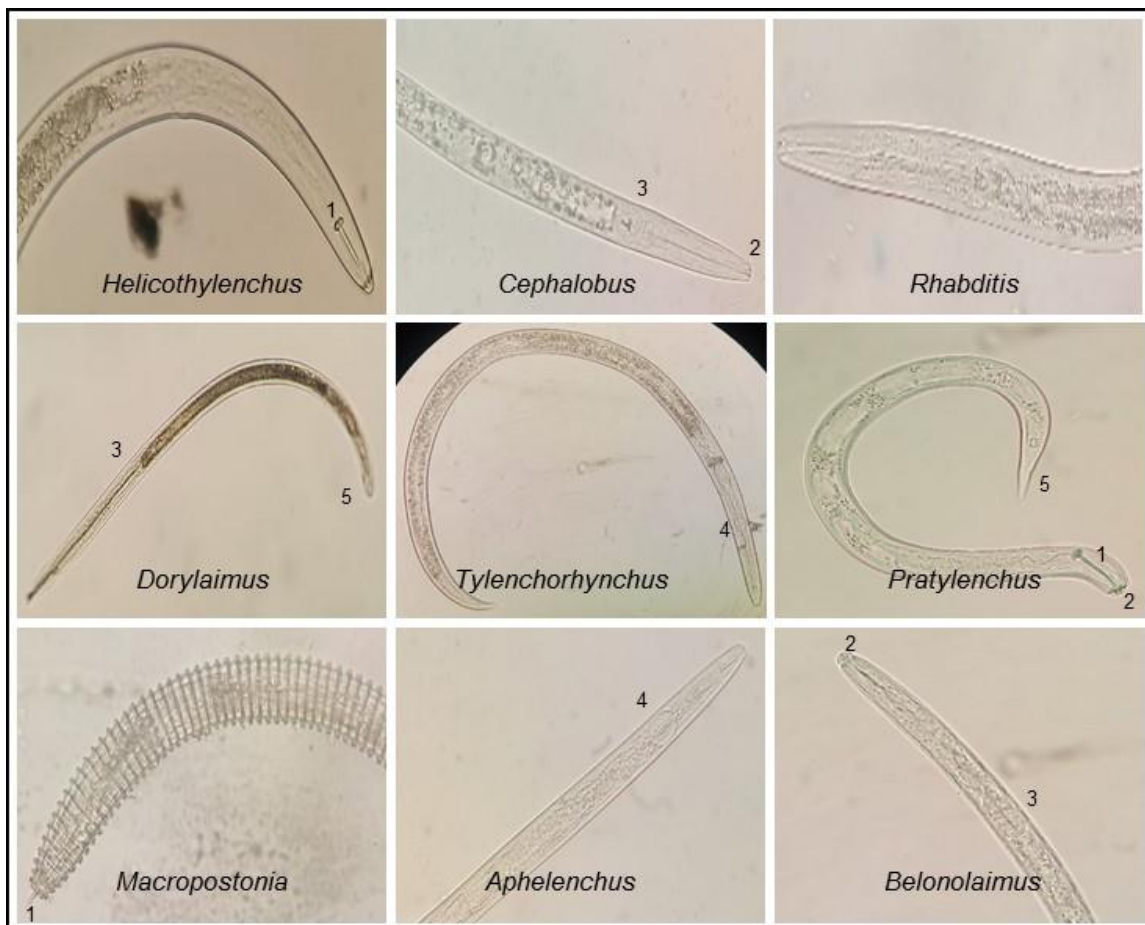 1
Helicothylenchus
3
2
Cephalobus
Rhabditis
3
5
Dorylaimus
4
Tylenchorhynchus
1
5
2
Pratylenchus
1
Macropostonia
4
Aphelenchus
2
3
Belonolaimus